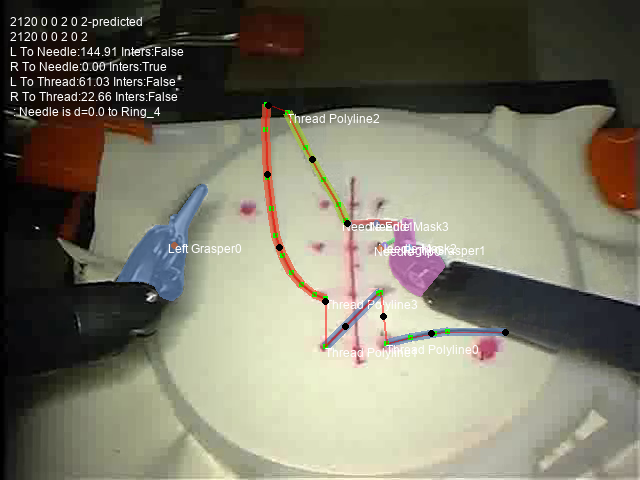 2120 0 0 2 0 2-predicted
2120 0 0 2 0 2
L To Needle:144.91 Inters:False
R To Needle:0.00 Inters:True
L To Thread:61.03 Inters:False
R To Thread:22.66 Inters:False
: Needle is d=0.0 to Ring_4
Thread Polyline2
Mask3
Left Grasper0
Thread Polyline3
Thread Polyline0